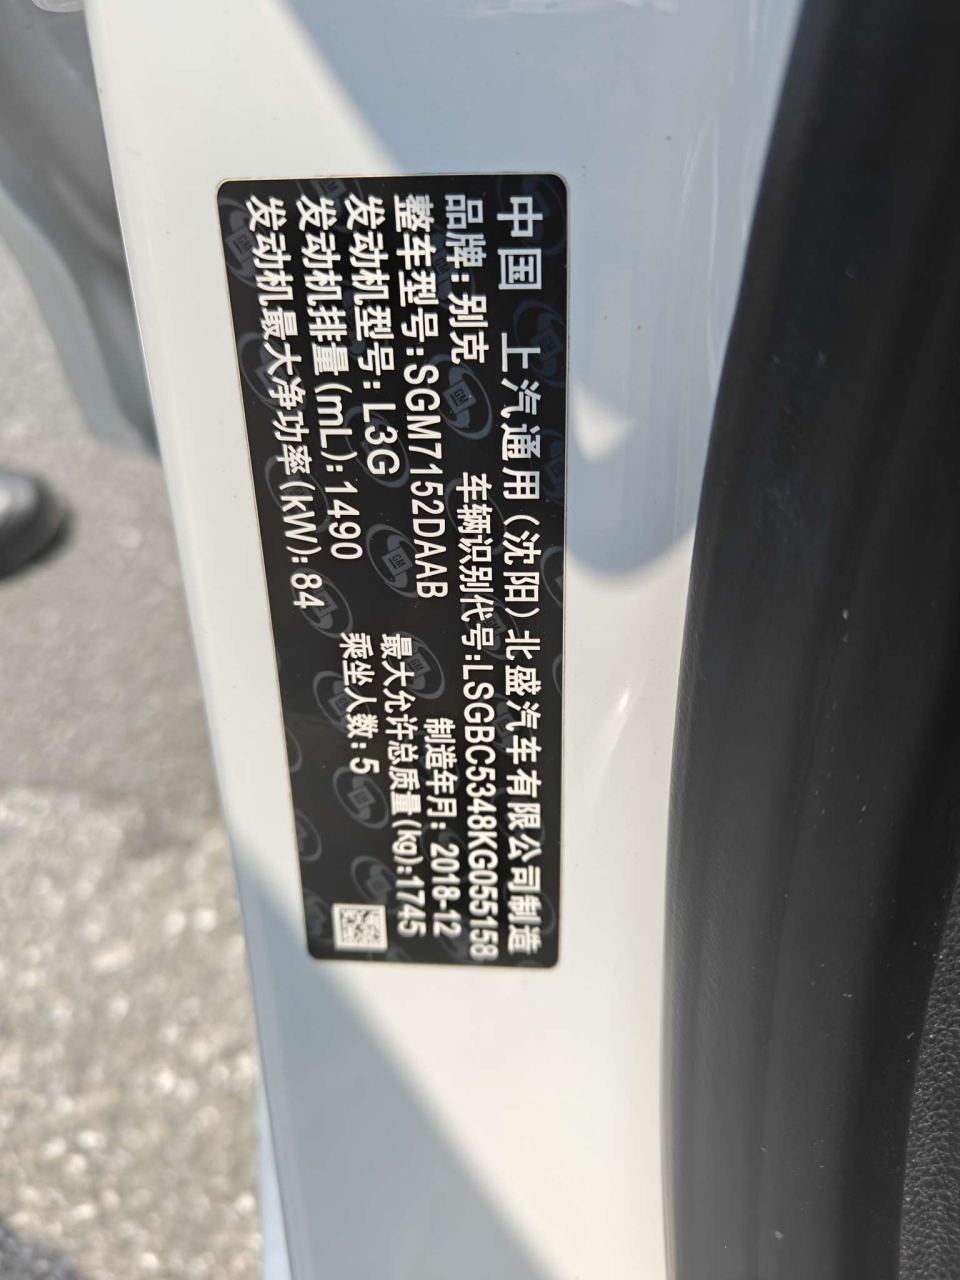 中国 上汽通用(沈阳)北盛汽车有限公司制造
品牌:别克 车辆识别代号:LSGBC5348KG055158
整车型号:SGM7152DAAB 制造年月:2018-12
发动机型号:L3G 最大允许总质量(kg):1745
发动机排量(mL):1490 乘坐人数:5
发动机最大净功率(kW):84